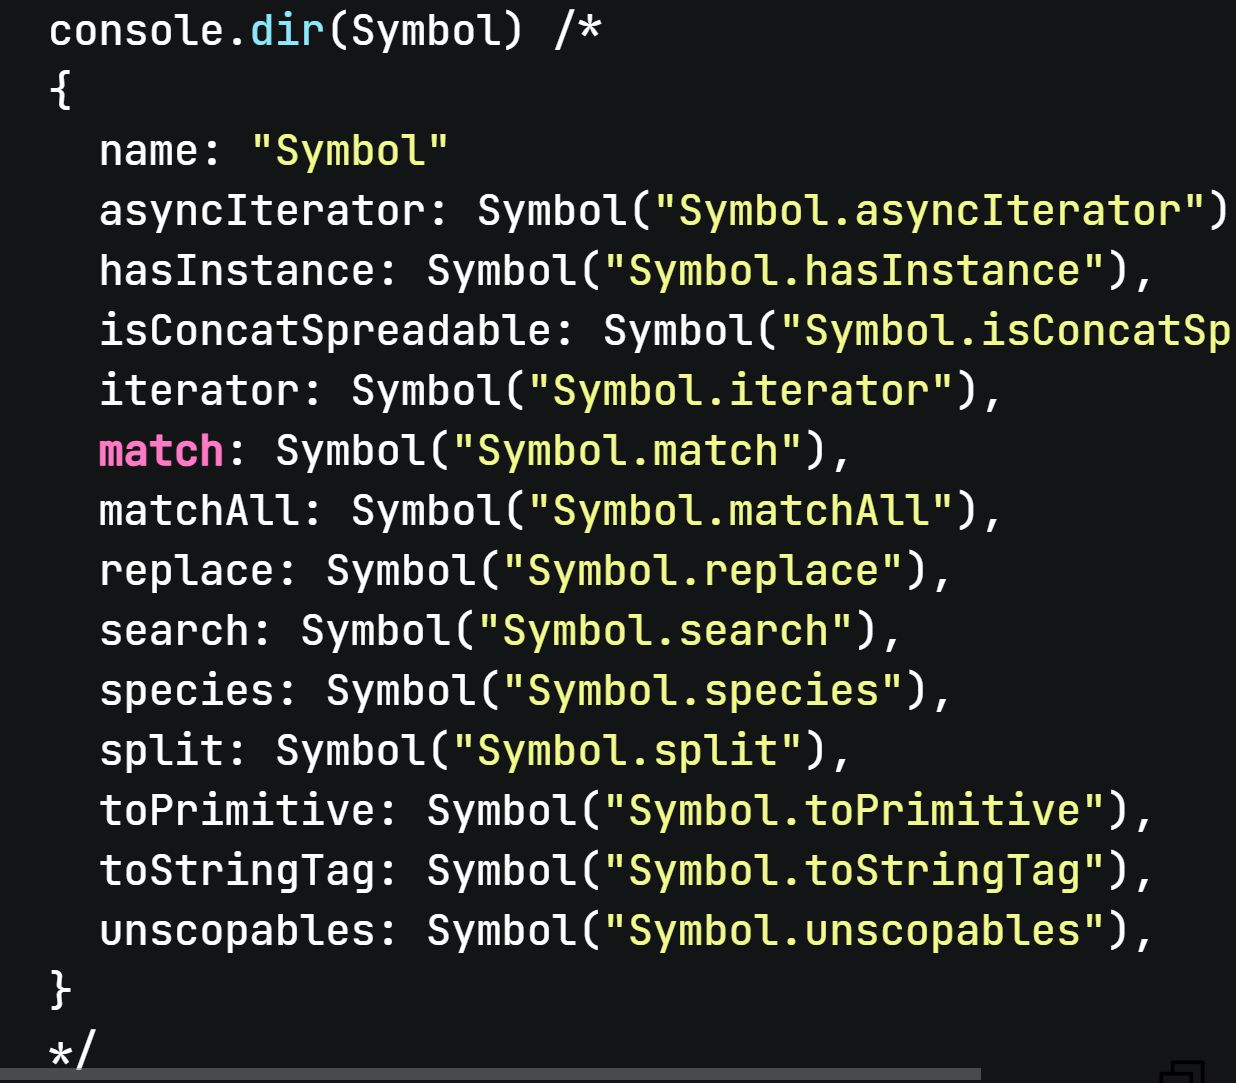 console.dir(Symbol) /*
{
  name: "Symbol"
  asyncIterator: Symbol("Symbol.asyncIterator")
  hasInstance: Symbol("Symbol.hasInstance"),
  isConcatSpreadable: Symbol("Symbol.isConcatSp
  iterator: Symbol("Symbol.iterator"),
  match: Symbol("Symbol.match"),
  matchAll: Symbol("Symbol.matchAll"),
  replace: Symbol("Symbol.replace"),
  search: Symbol("Symbol.search"),
  species: Symbol("Symbol.species"),
  split: Symbol("Symbol.split"),
  toPrimitive: Symbol("Symbol.toPrimitive"),
  toStringTag: Symbol("Symbol.toStringTag"),
  unscopables: Symbol("Symbol.unscopables"),
}
*/